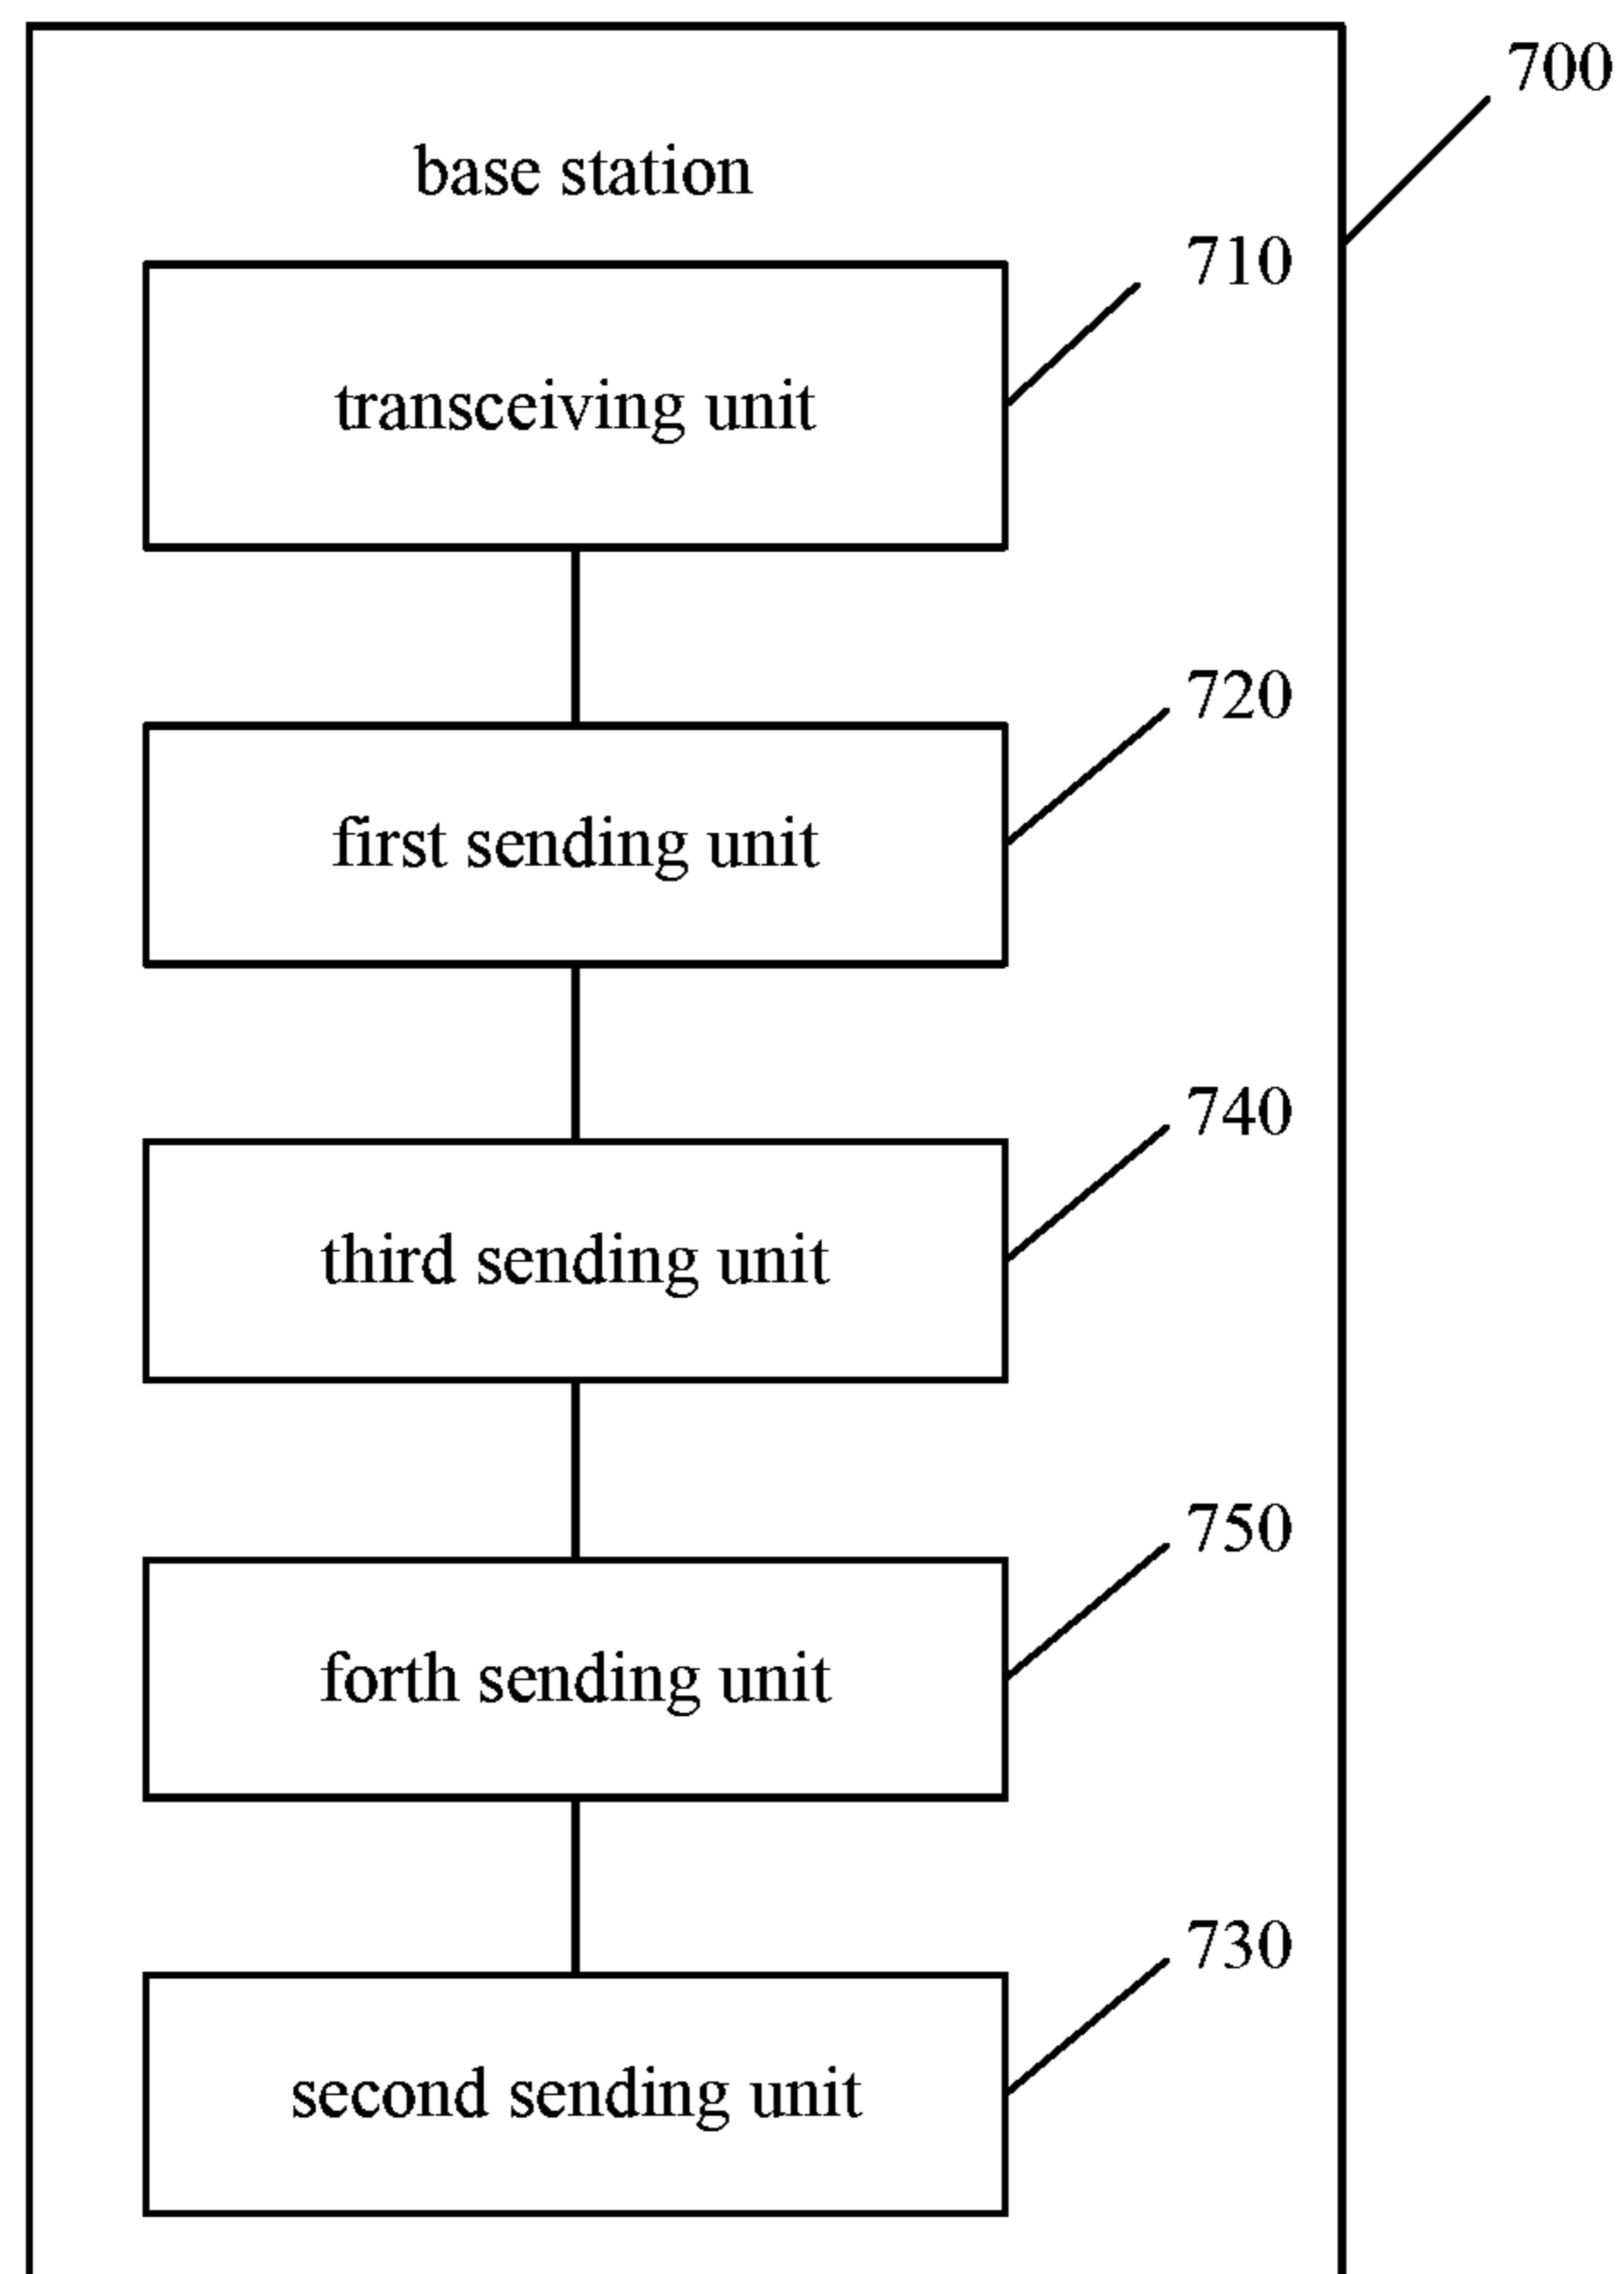 700
base station
710
transceiving unit
720
first sending unit
740
third sending unit
750
forth sending unit
730
second sending unit